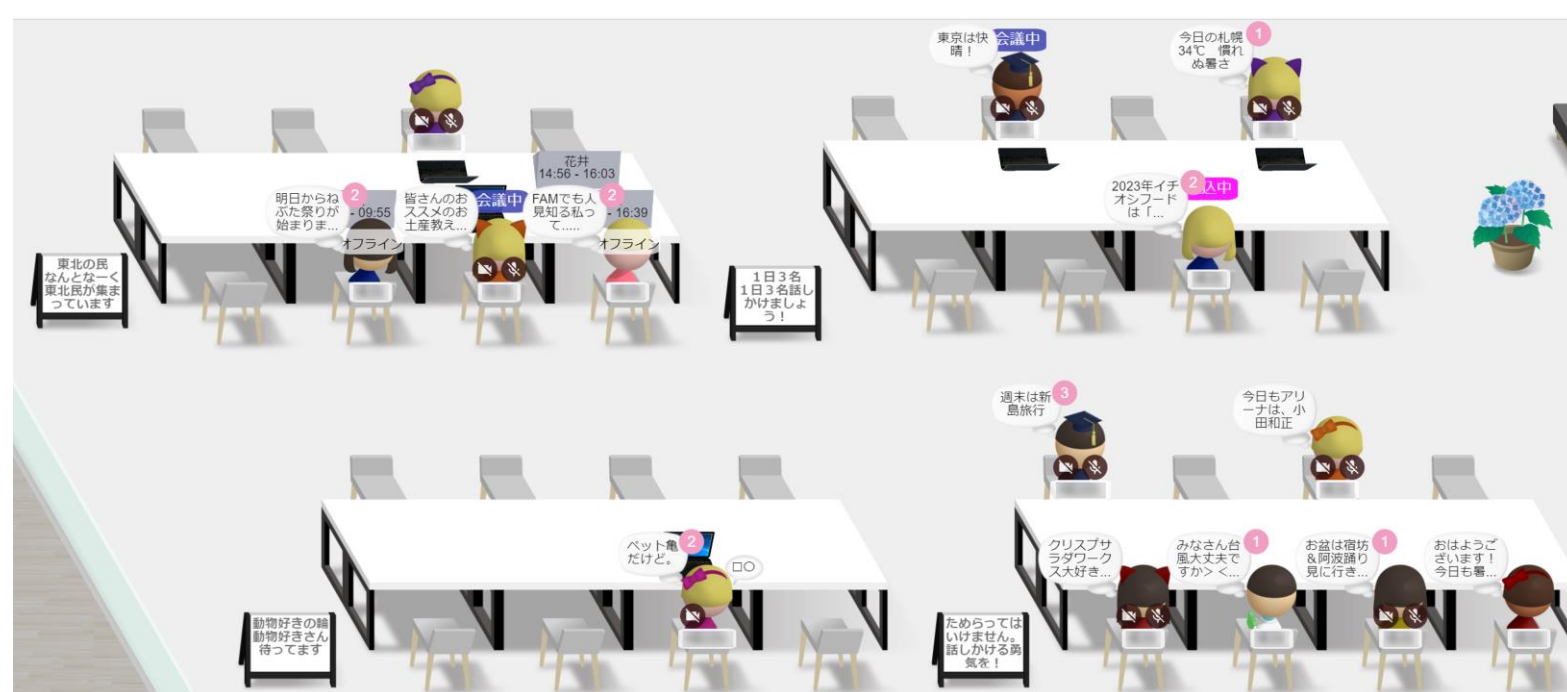 東京は快
晴！
会議中
今日の札幌
34℃ 慣れ
ぬ暑さ
1
花井
14:56 - 16:03
明日からね
ぶた祭りが
始まりま...
2
- 09:55
オフライン
皆さんのお
ススメのお
土産教え...
会議中
FAMでも人
見知る私っ
て.....
2
- 16:39
オフライン
2023年イチ
オシフード
は「...
2
込中
東北の民
なんとなーく
東北民が集ま
っています
1日3名
1日3名話し
かけましょ
う！
週末は新
島旅行
3
今日もアリ
ーナは、小
田和正
ペット亀
だけど。
2
□○
クリスプサ
ラダワーク
ス大好き...
みなさん台
風大丈夫で
すか＞＜...
1
お盆は宿坊
＆阿波踊り
見に行き...
1
おはようご
ざいます！
今日も暑...
動物好きの輪
動物好きさん
待ってます
ためらっては
いけません。
話しかける勇
気を！